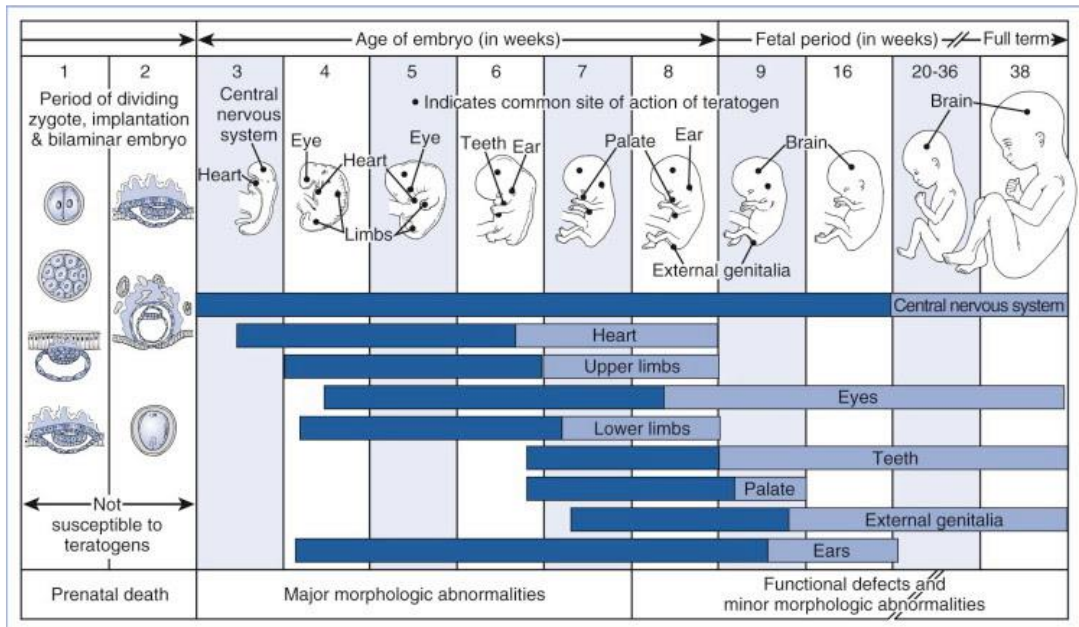 Age of embryo (in weeks)
Fetal period (in weeks)
Full term
1
2
3
4
5
6
7
8
9
16
20-36
38
Period of dividing
zygote, implantation
& bilaminar embryo
Central
nervous
system
Heart
• Indicates common site of action of teratogen
Eye
Heart
Limbs
Eye
Teeth
Ear
Palate
Ear
External genitalia
Brain
Brain
Central nervous system
Heart
Upper limbs
Eyes
Lower limbs
Teeth
Palate
External genitalia
Ears
Not
susceptible to
teratogens
Prenatal death
Major morphologic abnormalities
Functional defects and
minor morphologic abnormalities